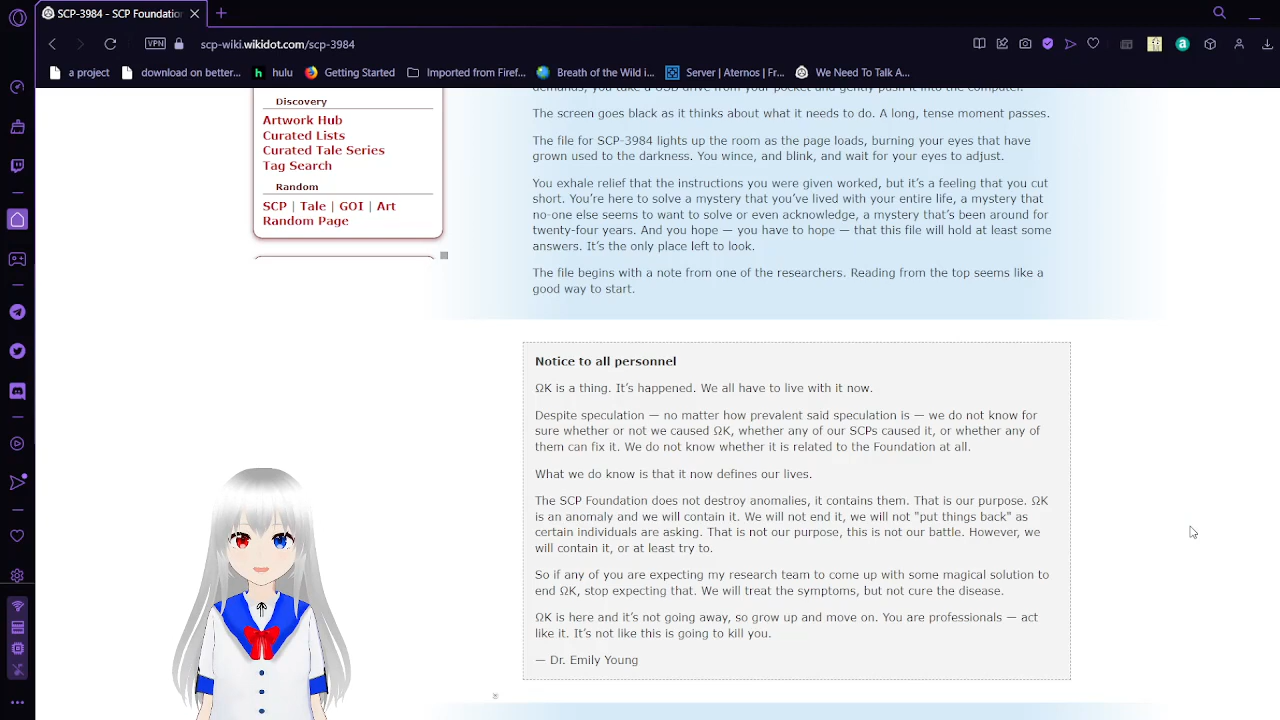 SCP-3984 - SCP Foundation
VPN
scp-wiki.wikidot.com/scp-3984
a project
download on better...
hulu
Getting Started
Imported from Firef...
Breath of the Wild i...
Server | Aternos | Fr...
We Need To Talk A...
Discovery
Artwork Hub
Curated Lists
Curated Tale Series
Tag Search
Random
SCP | Tale | GOI | Art
Random Page
demands, you take a USB drive from your pocket and gently push it into the computer.
The screen goes black as it thinks about what it needs to do. A long, tense moment passes.
The file for SCP-3984 lights up the room as the page loads, burning your eyes that have
grown used to the darkness. You wince, and blink, and wait for your eyes to adjust.
You exhale relief that the instructions you were given worked, but it's a feeling that you cut
short. You're here to solve a mystery that you've lived with your entire life, a mystery that
no-one else seems to want to solve or even acknowledge, a mystery that's been around for
twenty-four years. And you hope — you have to hope — that this file will hold at least some
answers. It's the only place left to look.
The file begins with a note from one of the researchers. Reading from the top seems like a
good way to start.
Notice to all personnel
ΩK is a thing. It's happened. We all have to live with it now.
Despite speculation — no matter how prevalent said speculation is — we do not know for
sure whether or not we caused ΩK, whether any of our SCPs caused it, or whether any of
them can fix it. We do not know whether it is related to the Foundation at all.
What we do know is that it now defines our lives.
The SCP Foundation does not destroy anomalies, it contains them. That is our purpose. ΩK
is an anomaly and we will contain it. We will not end it, we will not "put things back" as
certain individuals are asking. That is not our purpose, this is not our battle. However, we
will contain it, or at least try to.
So if any of you are expecting my research team to come up with some magical solution to
end ΩK, stop expecting that. We will treat the symptoms, but not cure the disease.
ΩK is here and it's not going away, so grow up and move on. You are professionals — act
like it. It's not like this is going to kill you.
— Dr. Emily Young